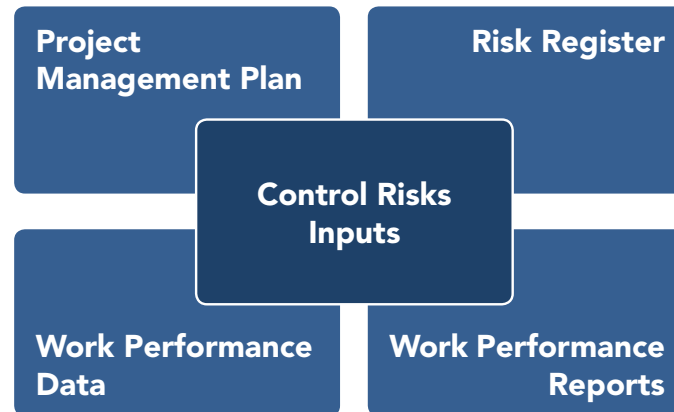 Project
Management Plan
Risk Register
Control Risks
Inputs
Work Performance
Data
Work Performance
Reports